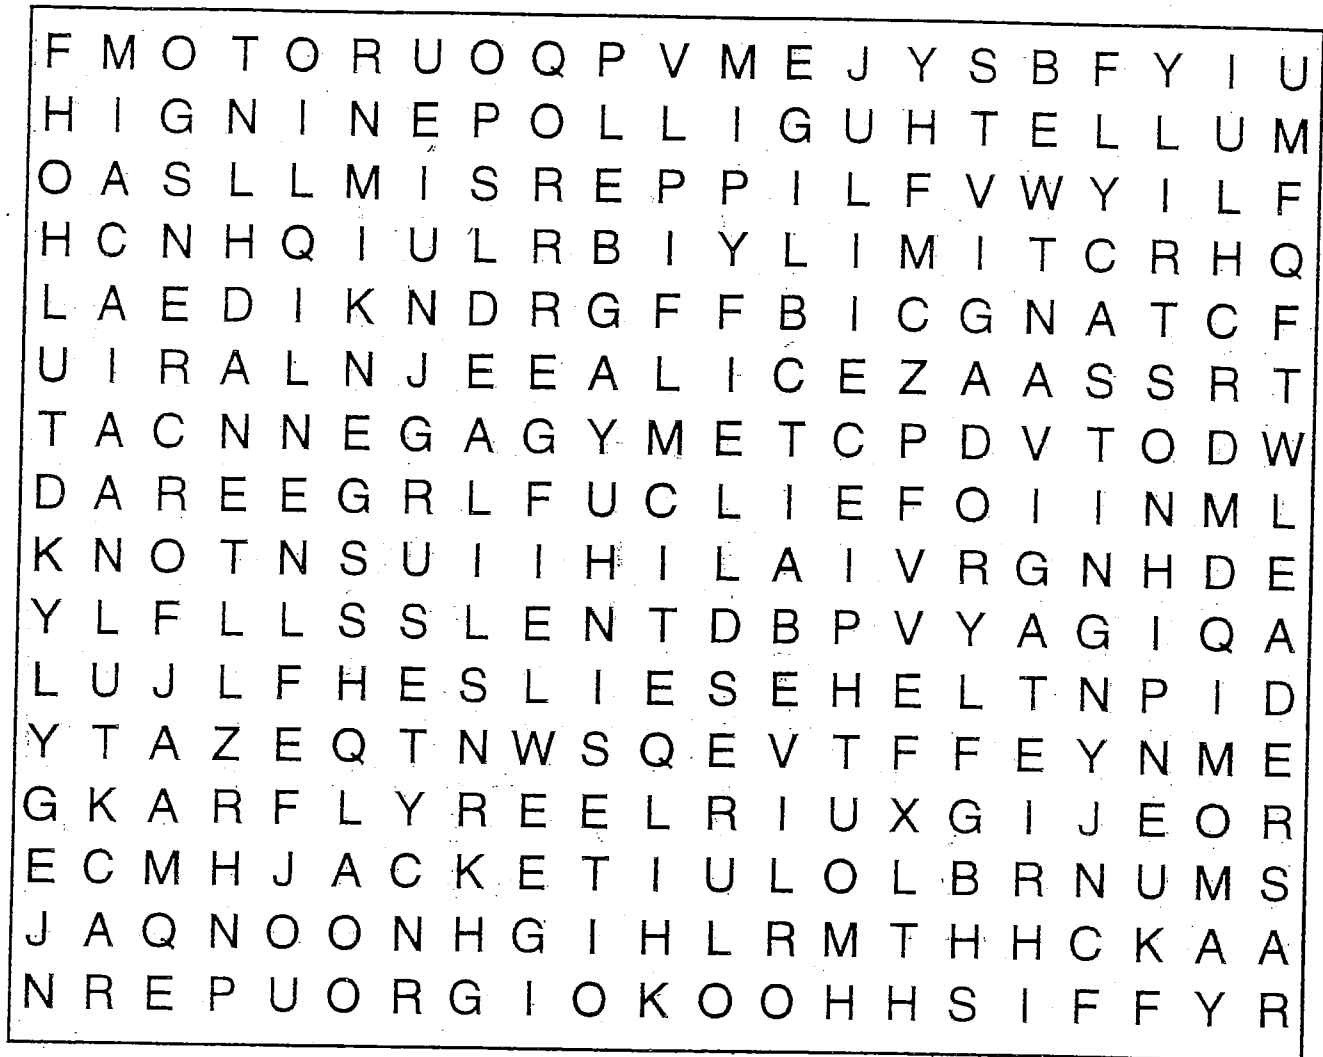 F M O T O R U O Q P V M E J Y S B F Y I U
H I G N I N E P O L L I G U H T E L L U M
O A S L L M I S R E P P I L F V W Y I L F
H C N H Q I U L R B I Y L I M I T C R H Q
L A E D I K N D R G F F B I C G N A T C F
U I R A L N J E E A L I C E Z A A S S R T
T A C N N E G A G Y M E T C P D V T O D W
D A R E E G R L F U C L I E F O I I N M L
K N O T N S U I I H I L A I V R G N H D E
Y L F L L S S L E N T D B P V Y A G I Q A
L U J L F H E S L I E S E H E L T N P I D
Y T A Z E Q T N W S Q E V T F F E Y N M E
G K A R F L Y R E E L R I U X G I J E O R
E C M H J A C K E T I U L O L B R N U M S
J A Q N O O N H G I H L R M T H H C K A A
N R E P U O R G I O K O O H H S I F F Y R